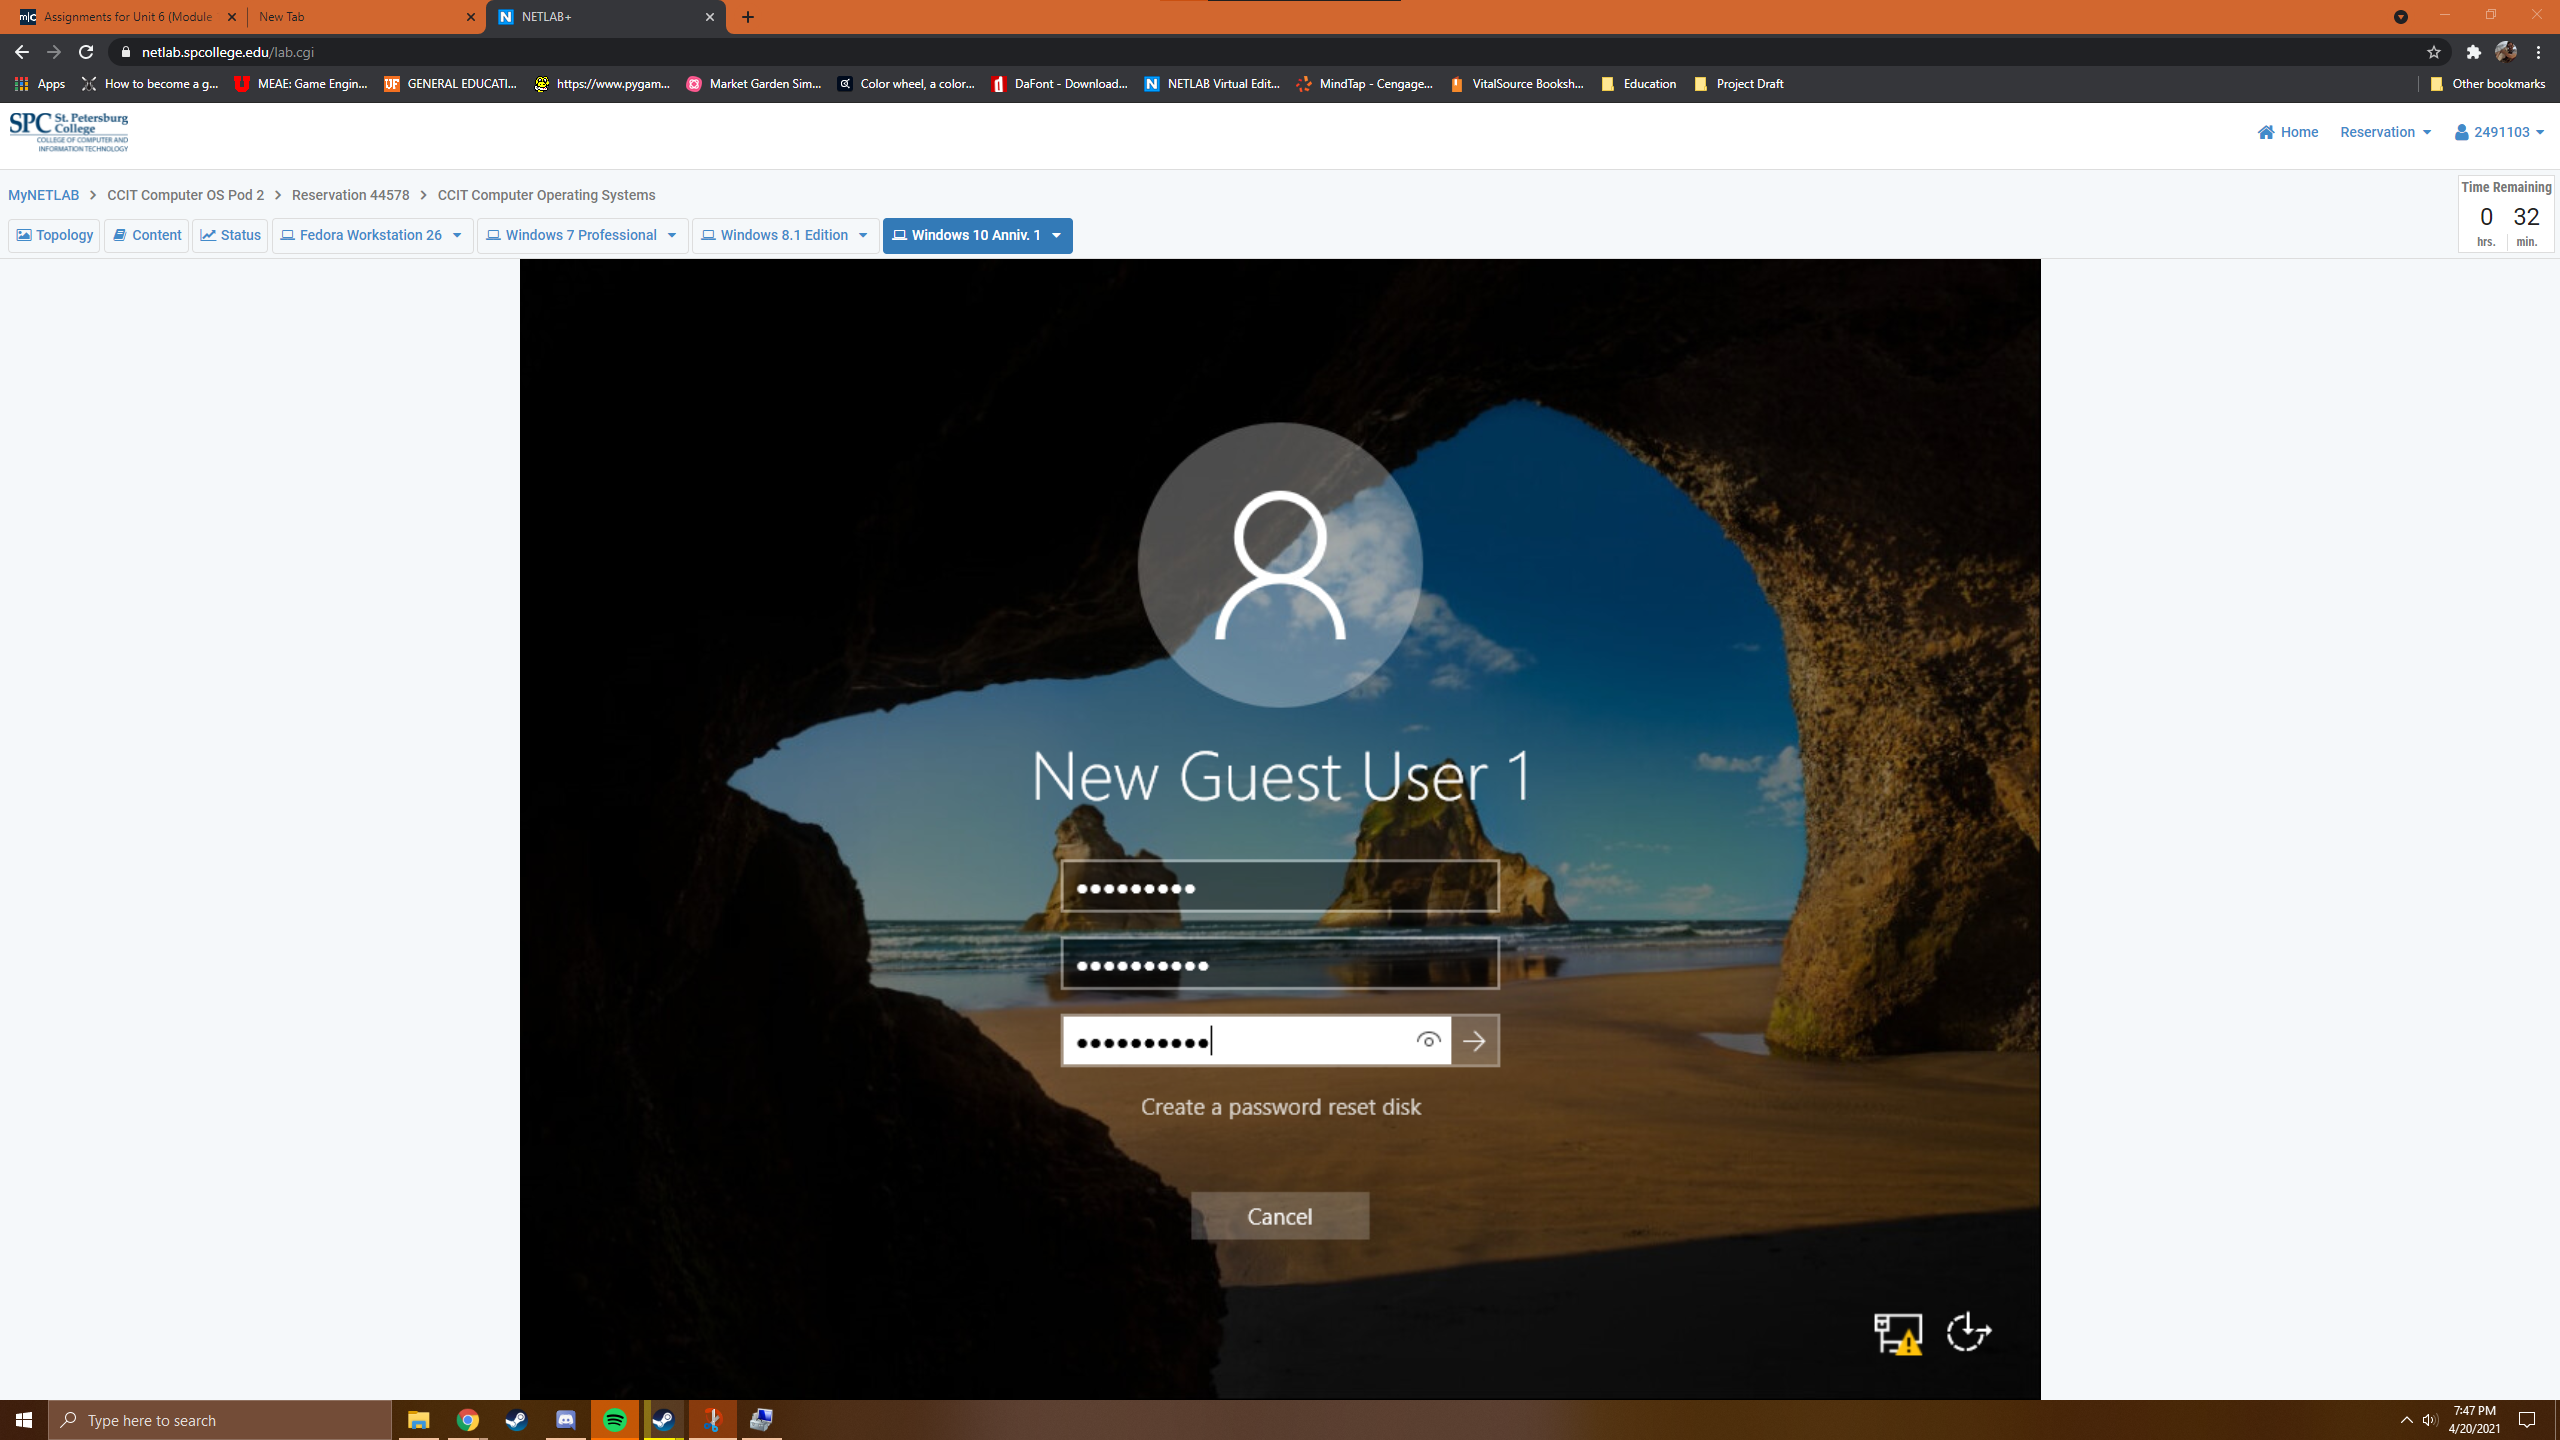 Assignments for Unit 6 (Module
New Tab
NETLAB+
netlab.spcollege.edu/lab.cgi
Apps
How to become a g...
MEAE: Game Engin...
GENERAL EDUCATI...
https://www.pygam...
Market Garden Sim...
Color wheel, a color...
DaFont - Download...
NETLAB Virtual Edit...
MindTap - Cengage...
VitalSource Booksh...
Education
Project Draft
Other bookmarks
SPC St. Petersburg College
COLLEGE OF COMPUTER AND
INFORMATION TECHNOLOGY
Home
Reservation
2491103
MyNETLAB > CCIT Computer OS Pod 2 > Reservation 44578 > CCIT Computer Operating Systems
Time Remaining
0 32
hrs. min.
Topology
Content
Status
Fedora Workstation 26
Windows 7 Professional
Windows 8.1 Edition
Windows 10 Anniv. 1
New Guest User 1
Create a password reset disk
Cancel
Type here to search
7:47 PM
4/20/2021